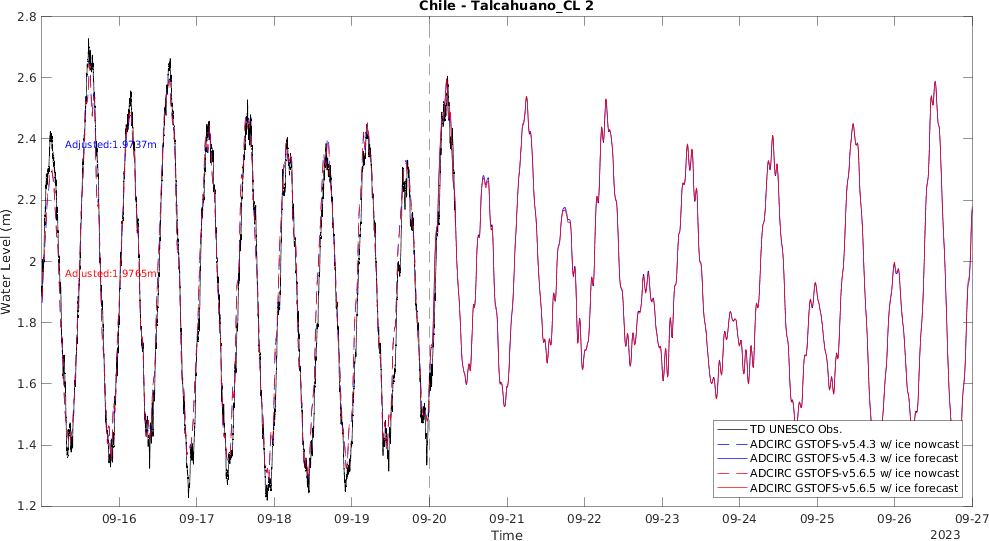 Chile - Talcahuano_CL 2
2.8
2.6
2.4
2.2
2
1.8
1.6
1.4
1.2
Water Level (m)
Adjusted:1.9737m
Adjusted:1.9765m
TD UNESCO Obs.
ADCIRC GSTOFS-v5.4.3 w/ ice nowcast
ADCIRC GSTOFS-v5.4.3 w/ ice forecast
ADCIRC GSTOFS-v5.6.5 w/ ice nowcast
ADCIRC GSTOFS-v5.6.5 w/ ice forecast
09-16 09-17 09-18 09-19 09-20 09-21 09-22 09-23 09-24 09-25 09-26 09-27
Time
2023